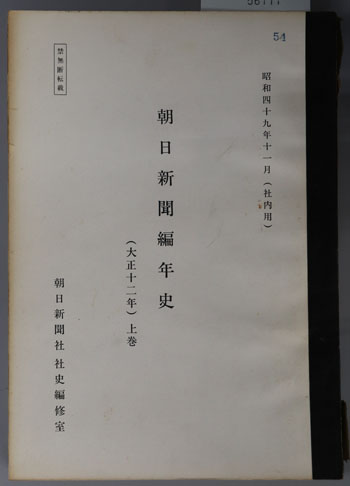 54
昭和四十九年十一月(社内用)
朝日新聞編年史
(大正十二年)上巻
朝日新聞社社史編修室
禁無断転載